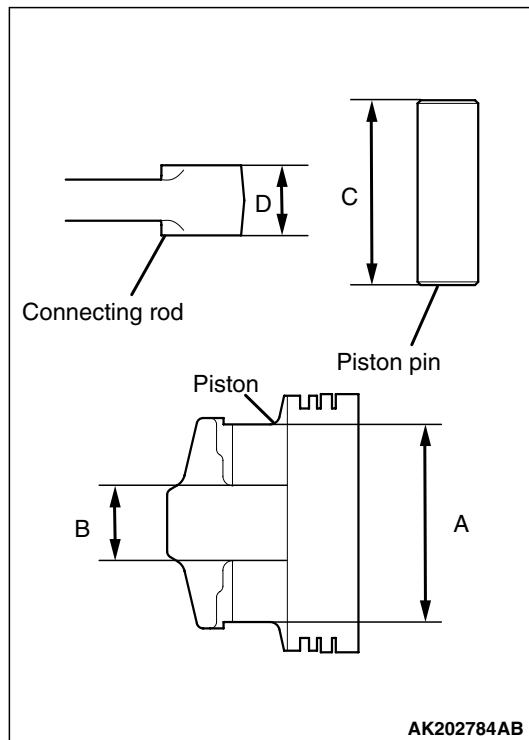 D
C
Connecting rod
Piston pin
Piston
B
A
AK202784AB